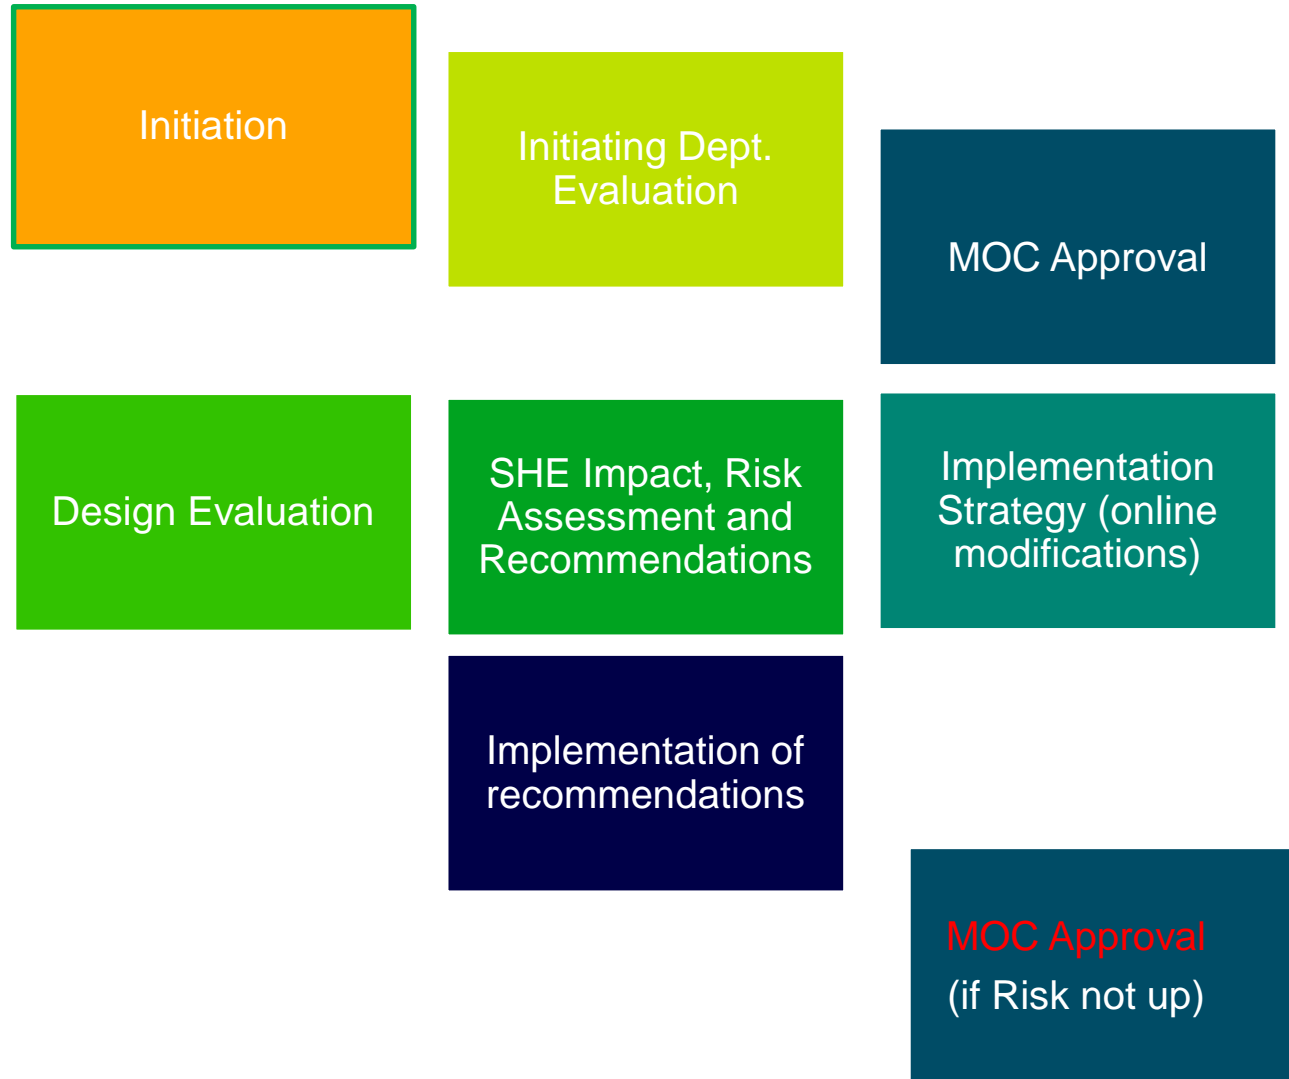 Initiation
Initiating Dept.
Evaluation
MOC Approval
Design Evaluation
SHE Impact, Risk
Assessment and
Recommendations
Implementation
Strategy (online
modifications)
Implementation of
recommendations
MOC Approval
(if Risk not up)